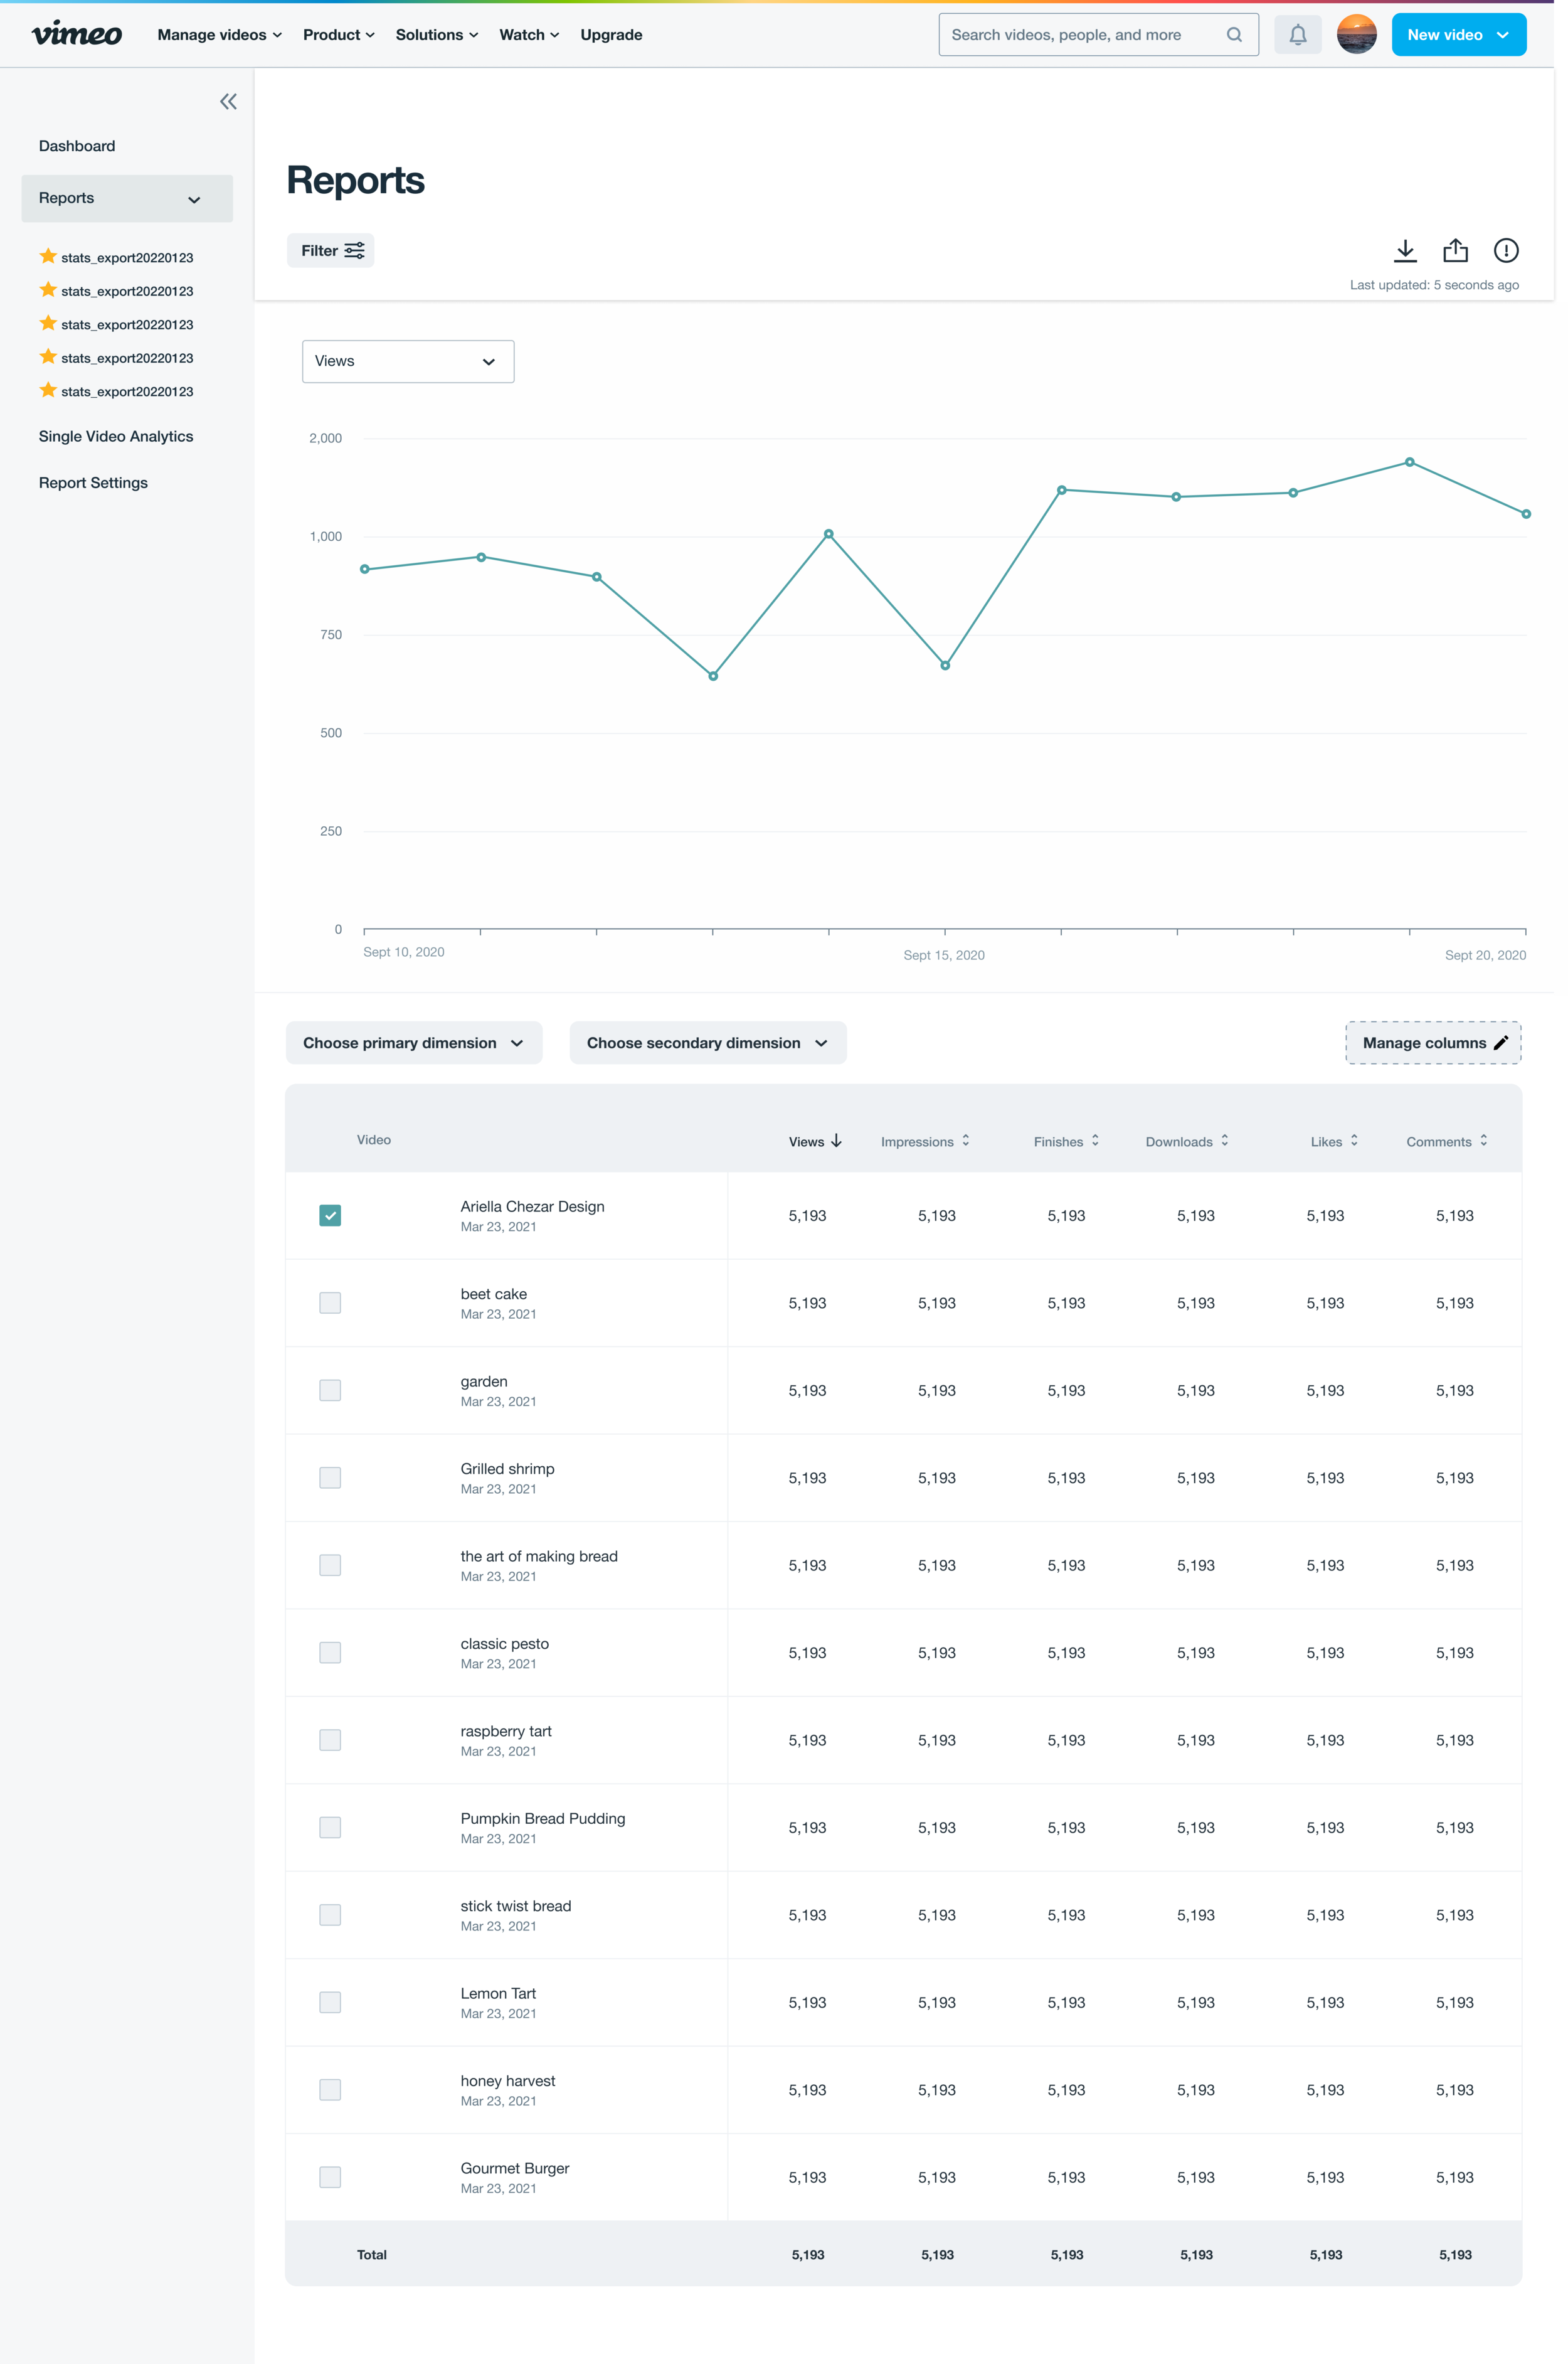 vimeo Manage videos Product Solutions Watch Upgrade Search videos, people, and more New video
Dashboard
Reports
stats_export20220123
stats_export20220123
stats_export20220123
stats_export20220123
stats_export20220123
Single Video Analytics
Report Settings
Reports
Filter
Last updated: 5 seconds ago
Views
2,000
1,000
750
500
250
0
Sept 10, 2020 Sept 15, 2020 Sept 20, 2020
Choose primary dimension Choose secondary dimension Manage columns
Video Views Impressions Finishes Downloads Likes Comments
Ariella Chezar Design
Mar 23, 2021
5,193 5,193 5,193 5,193 5,193 5,193
beet cake
Mar 23, 2021
5,193 5,193 5,193 5,193 5,193 5,193
garden
Mar 23, 2021
5,193 5,193 5,193 5,193 5,193 5,193
Grilled shrimp
Mar 23, 2021
5,193 5,193 5,193 5,193 5,193 5,193
the art of making bread
Mar 23, 2021
5,193 5,193 5,193 5,193 5,193 5,193
classic pesto
Mar 23, 2021
5,193 5,193 5,193 5,193 5,193 5,193
raspberry tart
Mar 23, 2021
5,193 5,193 5,193 5,193 5,193 5,193
Pumpkin Bread Pudding
Mar 23, 2021
5,193 5,193 5,193 5,193 5,193 5,193
stick twist bread
Mar 23, 2021
5,193 5,193 5,193 5,193 5,193 5,193
Lemon Tart
Mar 23, 2021
5,193 5,193 5,193 5,193 5,193 5,193
honey harvest
Mar 23, 2021
5,193 5,193 5,193 5,193 5,193 5,193
Gourmet Burger
Mar 23, 2021
5,193 5,193 5,193 5,193 5,193 5,193
Total 5,193 5,193 5,193 5,193 5,193 5,193